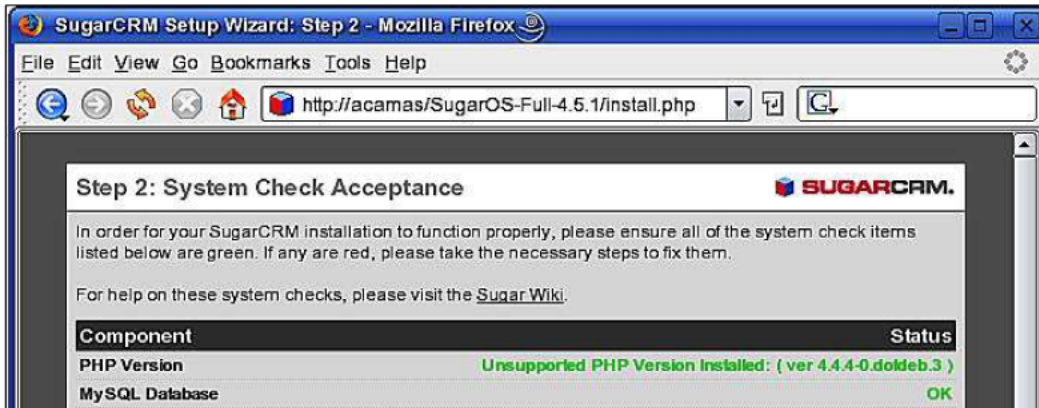 SugarCRM Setup Wizard: Step 2 - Mozilla Firefox
File Edit View Go Bookmarks Tools Help
http://acamas/SugarOS-Full-4.5.1/install.php
G
Step 2: System Check Acceptance
SUGARCRM.
In order for your SugarCRM installation to function properly, please ensure all of the system check items
listed below are green. If any are red, please take the necessary steps to fix them.
For help on these system checks, please visit the Sugar Wiki.
Component Status
PHP Version Unsupported PHP Version Installed: ( ver 4.4.4-0.dotdeb.3 )
MySQL Database OK